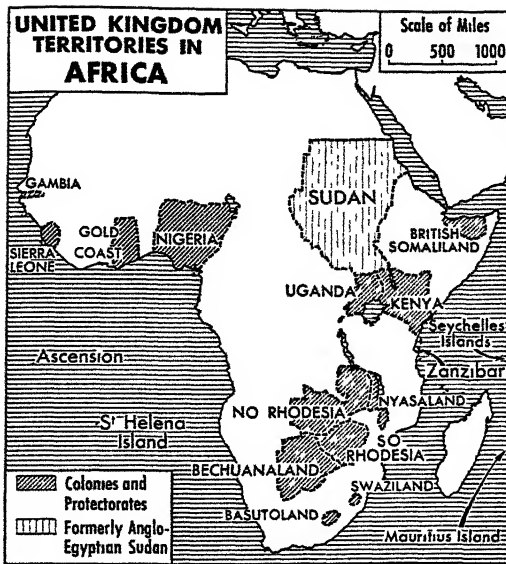 UNITED KINGDOM
TERRITORIES IN
AFRICA
Scale of Miles
0 500 1000
GAMBIA
SIERRA
LEONE
GOLD
COAST
NIGERIA
SUDAN
BRITISH
SOMALILAND
UGANDA
KENYA
Seychelles
Islands
Zanzibar
Ascension
NYASALAND
NO RHODESIA
St Helena
Island
SO
RHODESIA
BECHUANALAND
SWAZILAND
BASUTOLAND
Mauritius Island
Colonies and
Protectorates
Formerly Anglo-
Egyptian Sudan